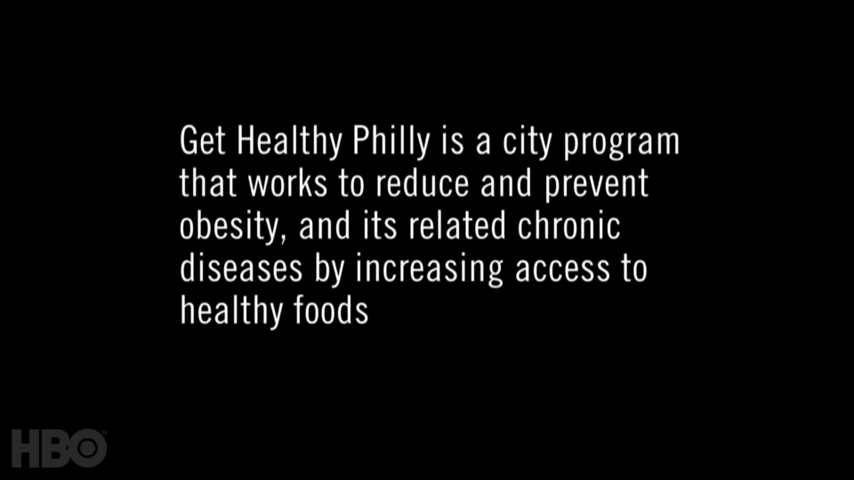 Get Healthy Philly is a city program
that works to reduce and prevent
obesity, and its related chronic
diseases by increasing access to
healthy foods
HBO